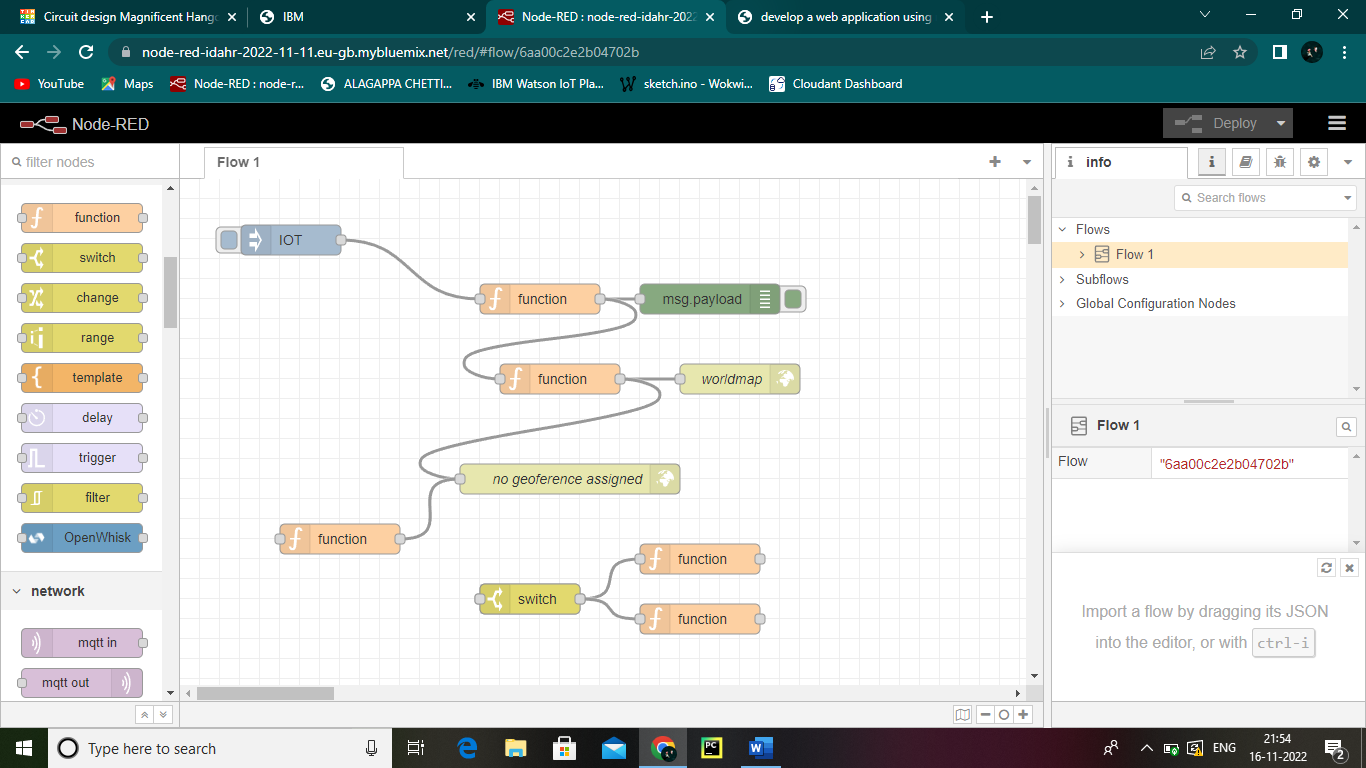 Circuit design Magnificent Hango
IBM
Node-RED : node-red-idahr-2022
develop a web application using
node-red-idahr-2022-11-11.eu-gb.mybluemix.net/red/#flow/6aa00c2e2b04702b
YouTube
Maps
Node-RED : node-r...
ALAGAPPA CHETTI...
IBM Watson IoT Pla...
sketch.ino - Wokwi...
Cloudant Dashboard
Node-RED
Deploy
filter nodes
Flow 1
info
function
switch
change
range
template
delay
trigger
filter
OpenWhisk
network
mqtt in
mqtt out
IOT
function
msg.payload
function
worldmap
no geoference assigned
function
function
switch
function
Search flows
Flows
Flow 1
Subflows
Global Configuration Nodes
Flow 1
Flow
"6aa00c2e2b04702b"
Import a flow by dragging its JSON
into the editor, or with ctrl-i
Type here to search
PC
W
ENG
21:54
16-11-2022
2